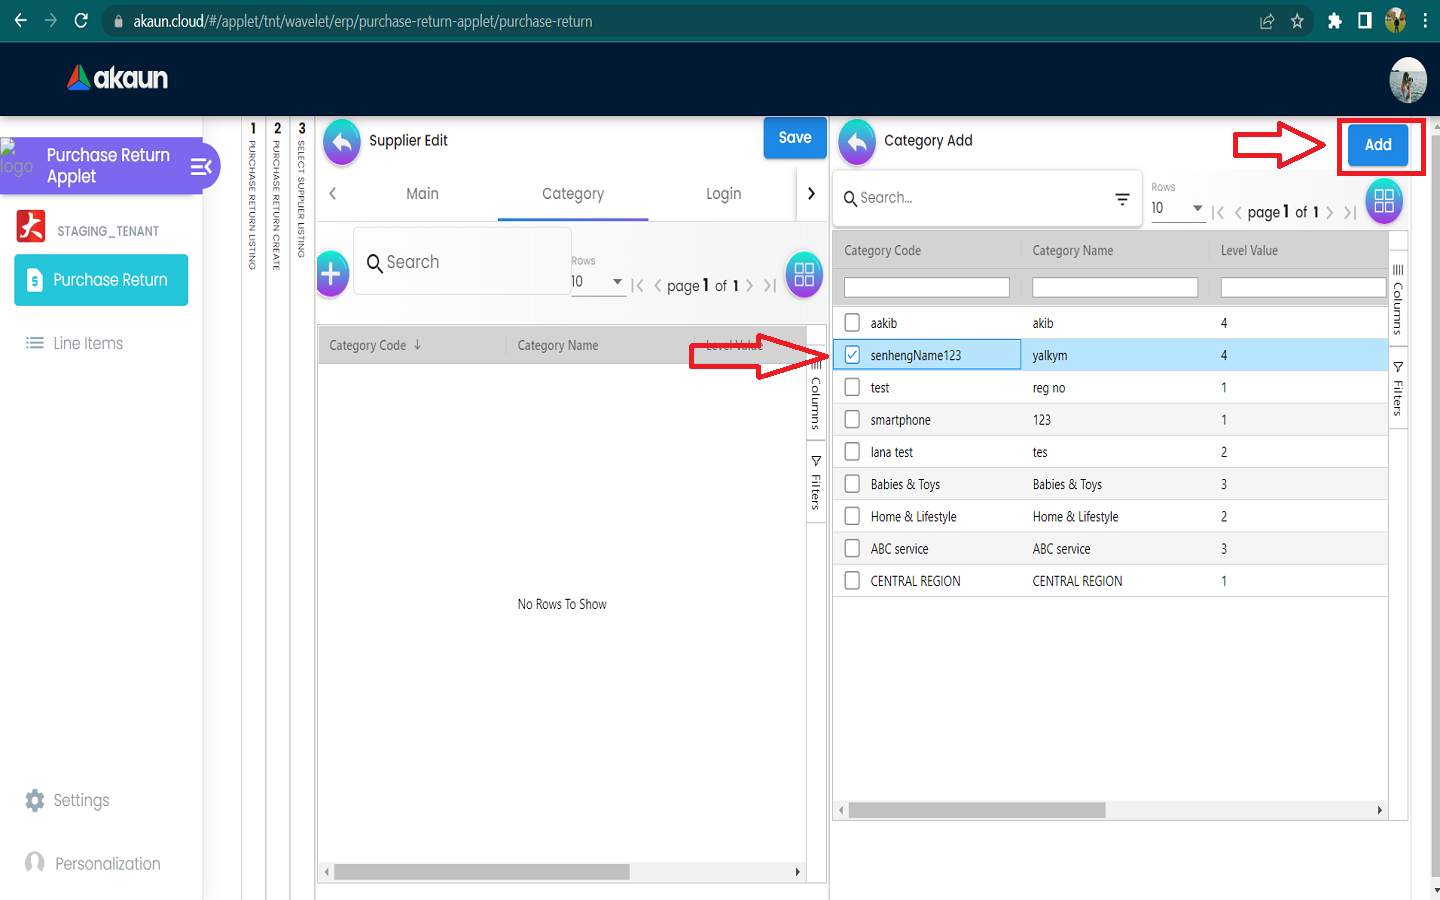 akaun.cloud/#/applet/tnt/wavelet/erp/purchase-return-applet/purchase-return
akaun
logo
Purchase Return
Applet
STAGING_TENANT
Purchase Return
Line Items
Settings
Personalization
1 PURCHASE RETURN LISTING
2 PURCHASE RETURN CREATE
3 SELECT SUPPLIER LISTING
Supplier Edit
Save
Main Category Login
Search
Rows
10
page 1 of 1
Category Code Category Name Level Value
Columns
Filters
No Rows To Show
Category Add
Add
Search...
Rows
10
page 1 of 1
Category Code Category Name Level Value
aakib akib 4
senhengName123 yalkym 4
test reg no 1
smartphone 123 1
lana test tes 2
Babies & Toys Babies & Toys 3
Home & Lifestyle Home & Lifestyle 2
ABC service ABC service 3
CENTRAL REGION CENTRAL REGION 1
Columns
Filters